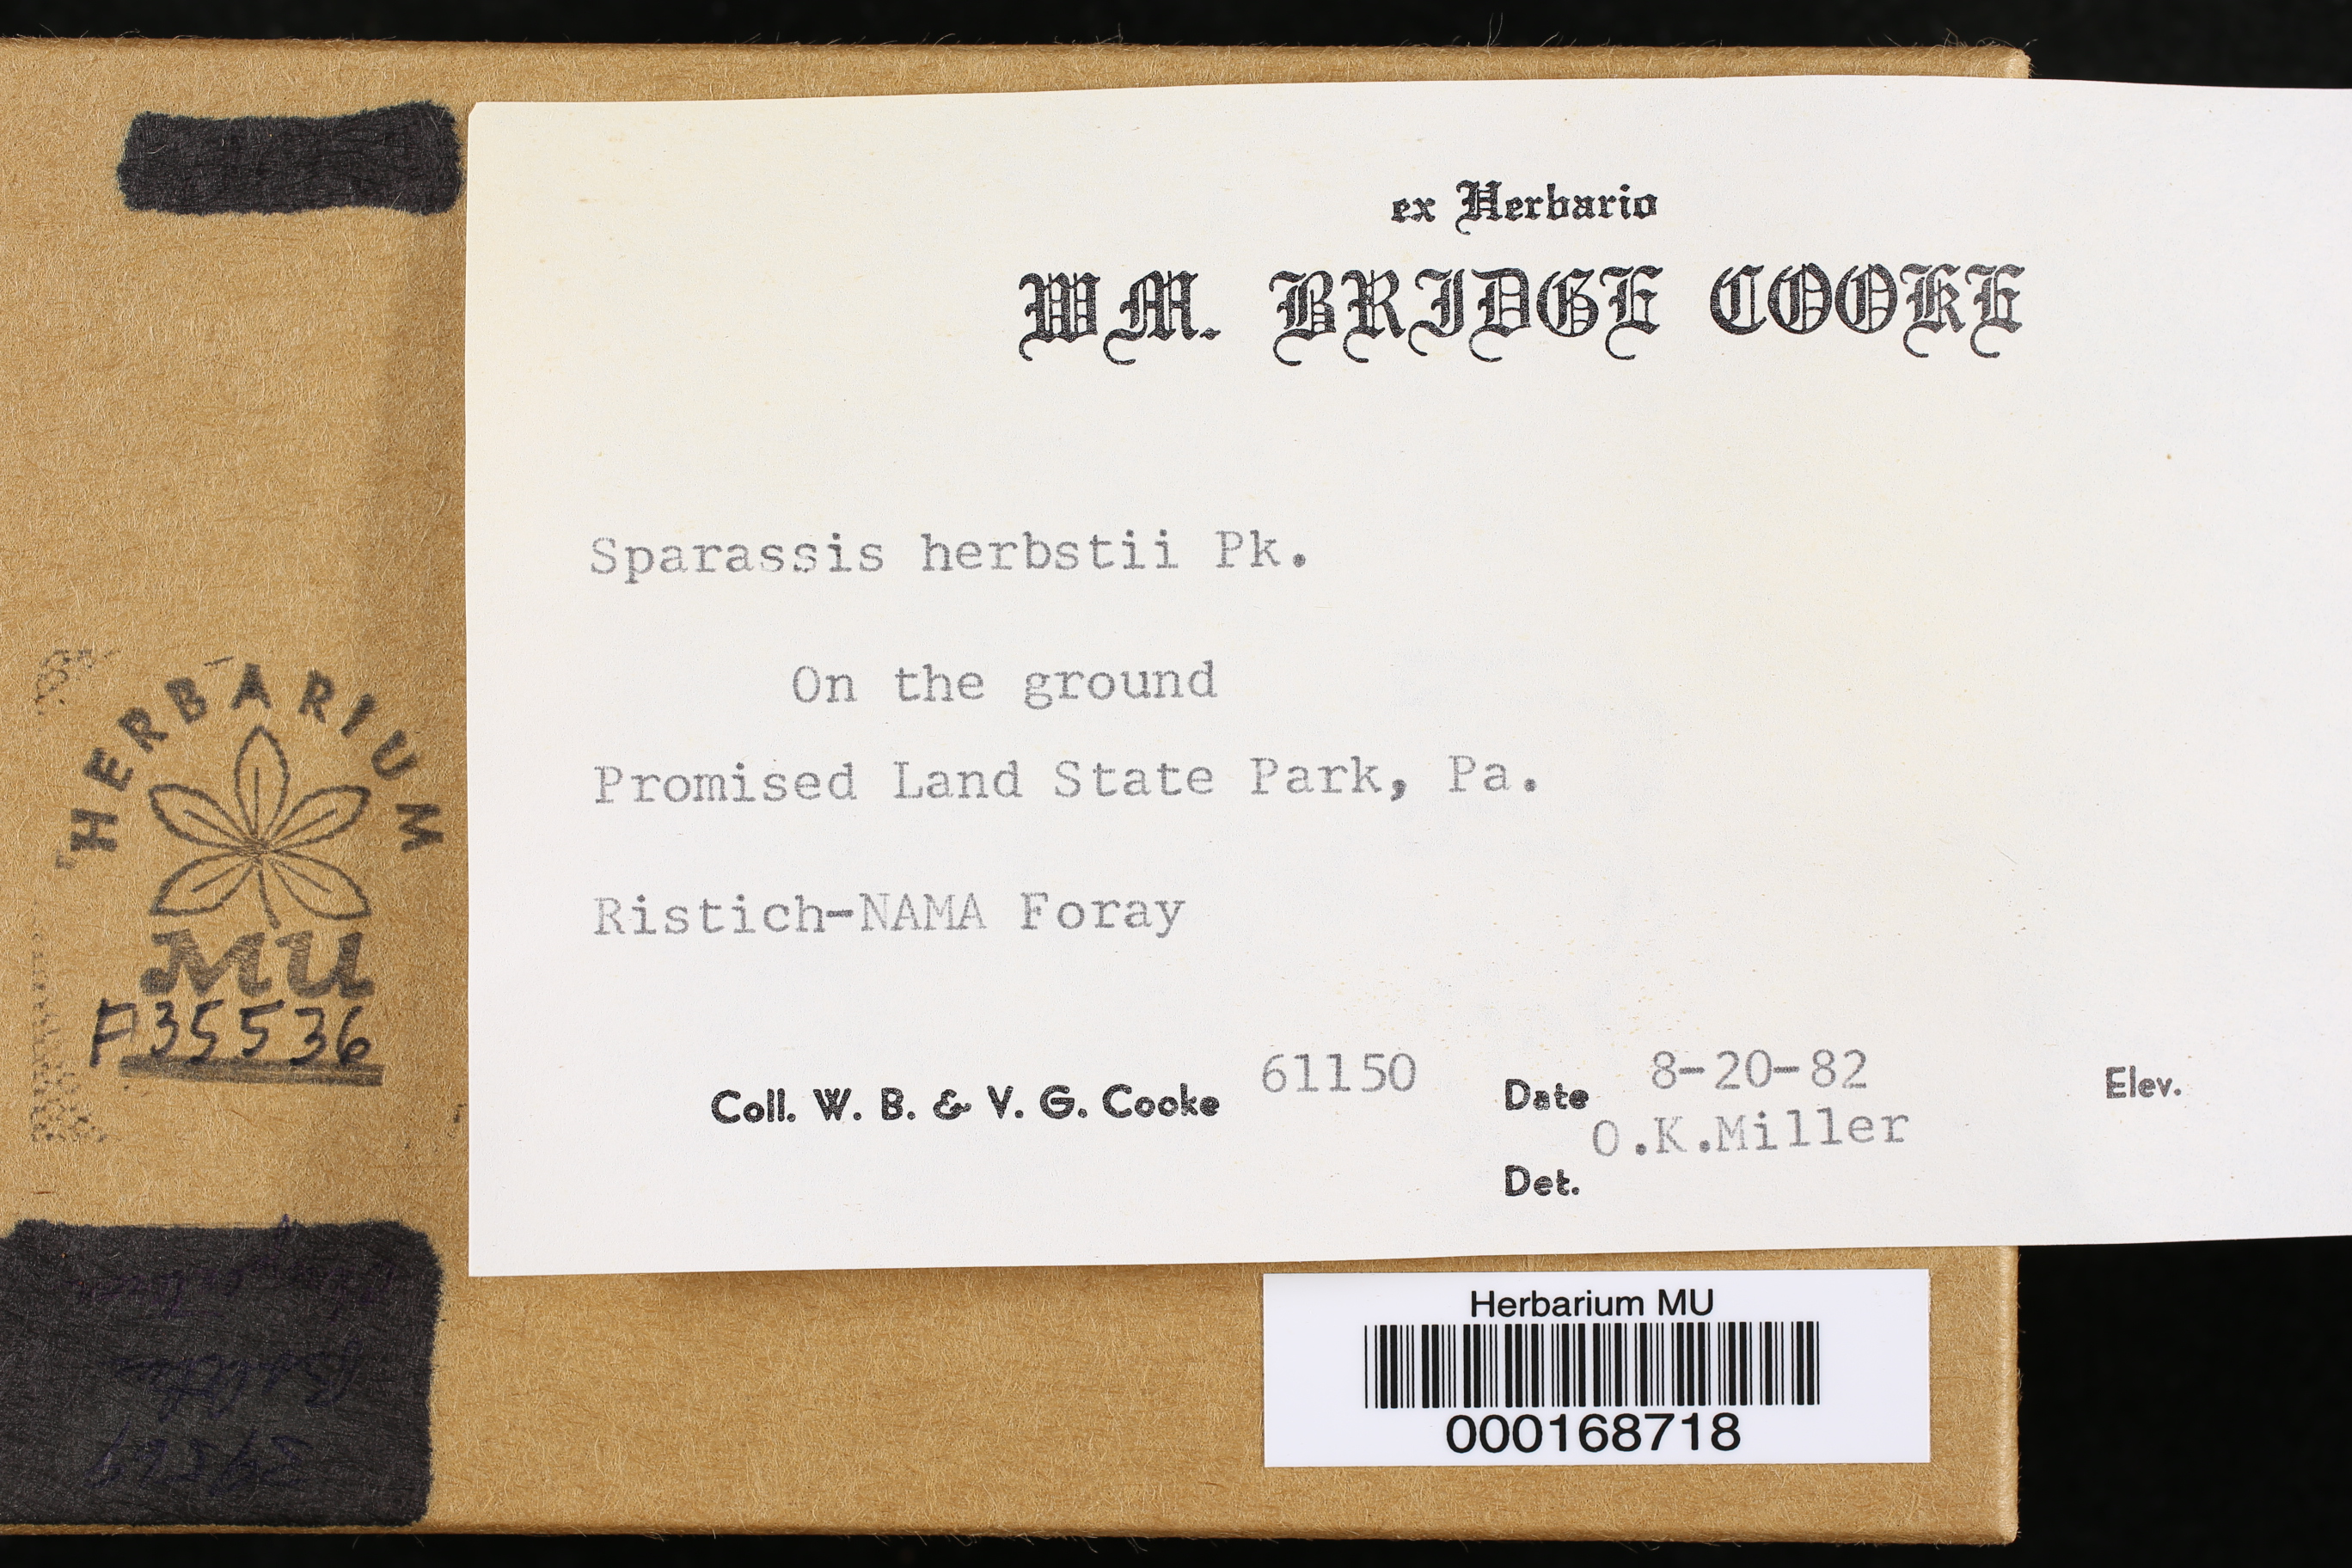 ex Herbario
WM. BRIDGE COOKE
Sparassis herbstii Pk.
On the ground
Promised Land State Park, Pa.
Ristich-NAMA Foray
Coll. W. B. & V. G. Cooke 61150 Date 8-20-82 Elev.
O.K.Miller
Det.
HERBARIUM
MU
F35536
Herbarium MU
000168718